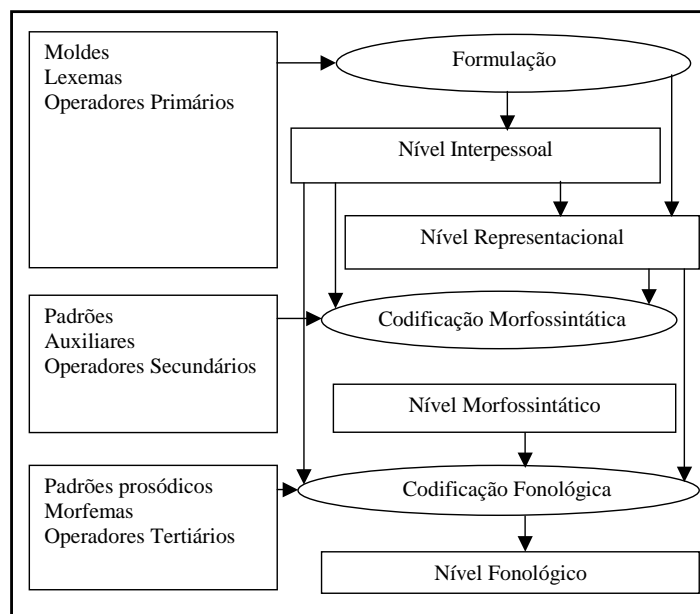 Moldes
Lexemas
Operadores Primários
Formulação
Nível Interpessoal
Nível Representacional
Padrões
Auxiliares
Operadores Secundários
Codificação Morfossintática
Nível Morfossintático
Padrões prosódicos
Morfemas
Operadores Tertiários
Codificação Fonológica
Nível Fonológico